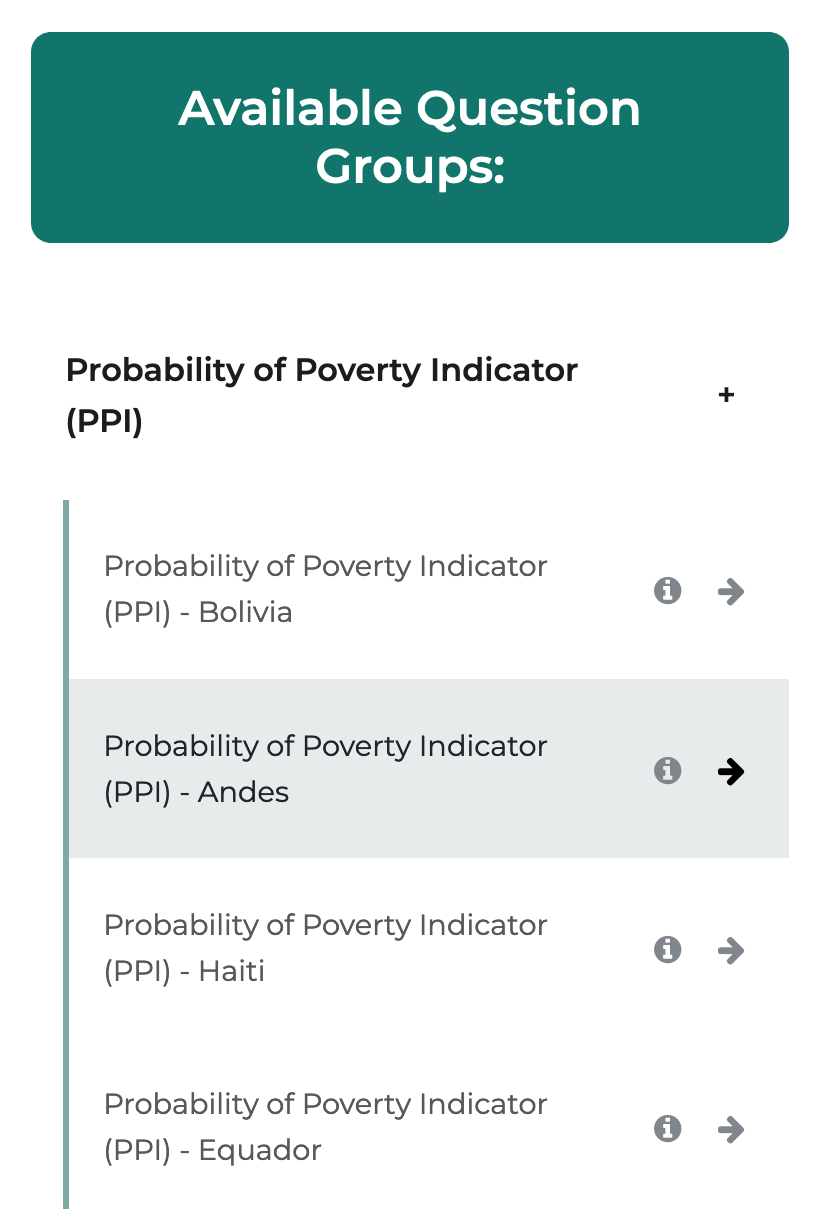 Available Question
Groups:
Probability of Poverty Indicator
(PPI)
+
Probability of Poverty Indicator
(PPI) - Bolivia
Probability of Poverty Indicator
(PPI) - Andes
Probability of Poverty Indicator
(PPI) - Haiti
Probability of Poverty Indicator
(PPI) - Equador